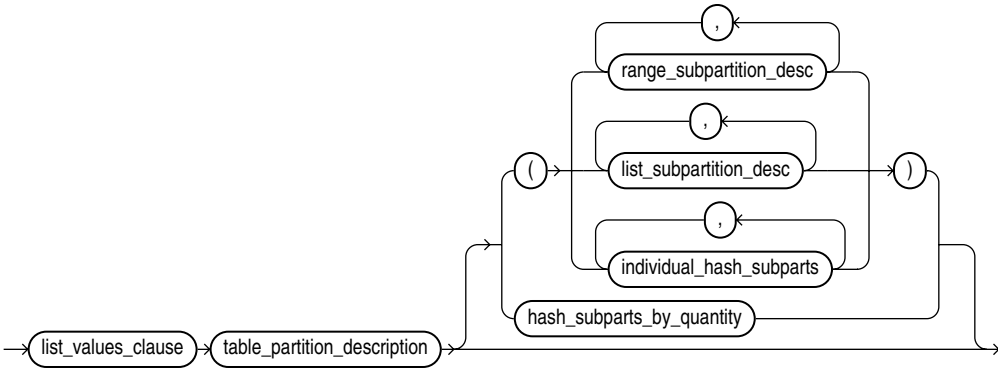 ,
range_subpartition_desc
,
( list_subpartition_desc )
,
individual_hash_subparts
hash_subparts_by_quantity
list_values_clause table_partition_description